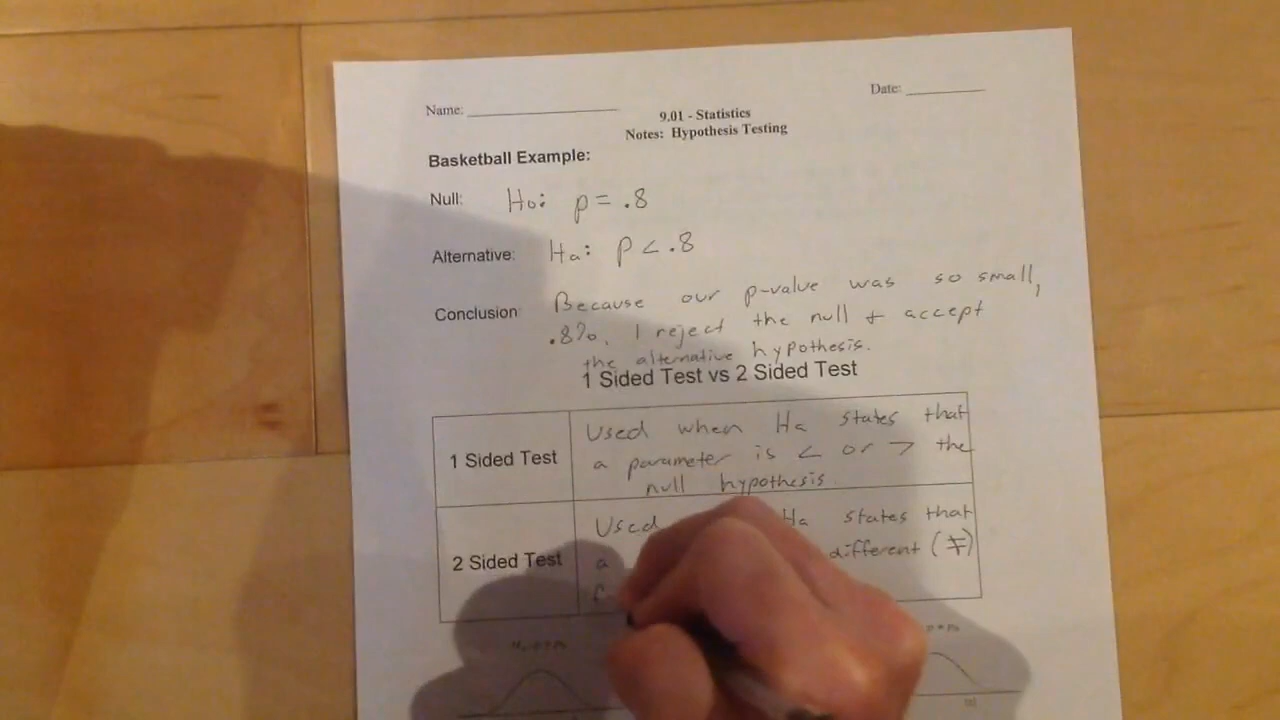 Name: __________ Date: __________
9.01 - Statistics
Notes: Hypothesis Testing
Basketball Example:
Null: Ho: p = .8
Alternative: Ha: p < .8
Conclusion Because our p-value was so small,
.8%, I reject the null + accept
the alternative hypothesis.
1 Sided Test vs 2 Sided Test
Used when Ha states that
1 Sided Test a parameter is < or > the
null hypothesis
Used Ha states that
2 Sided Test a different (≠)